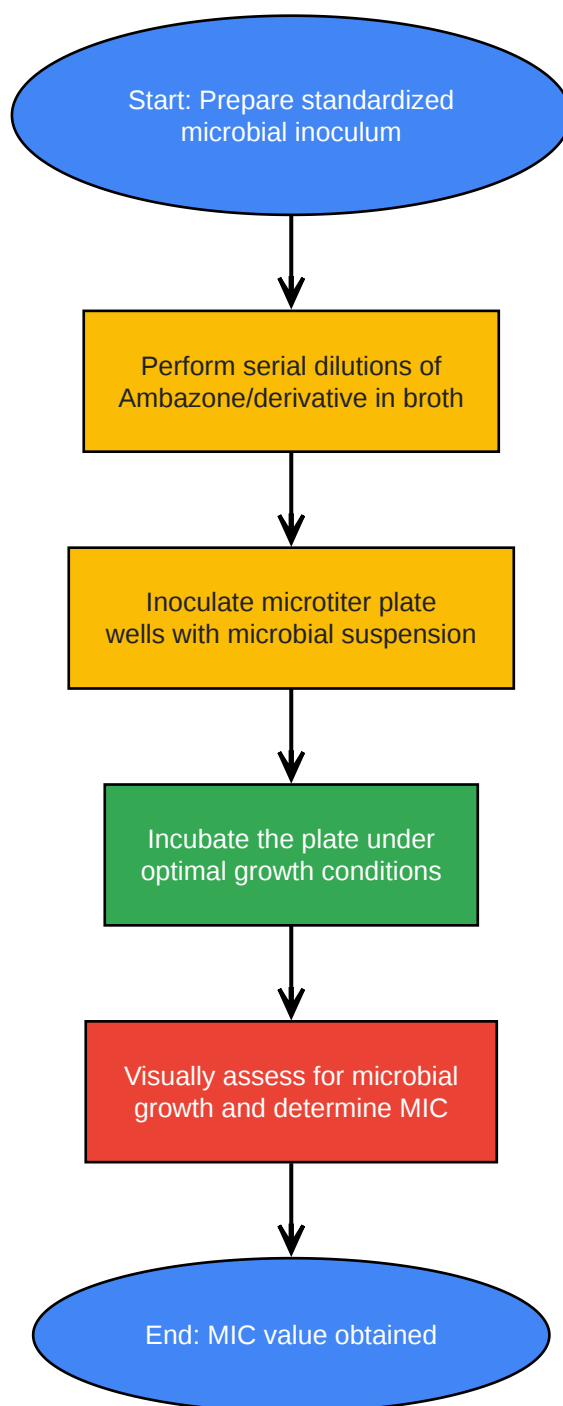 Start: Prepare standardized
microbial inoculum
Perform serial dilutions of
Ambazone/derivative in broth
Inoculate microtiter plate
wells with microbial suspension
Incubate the plate under
optimal growth conditions
Visually assess for microbial
growth and determine MIC
End: MIC value obtained